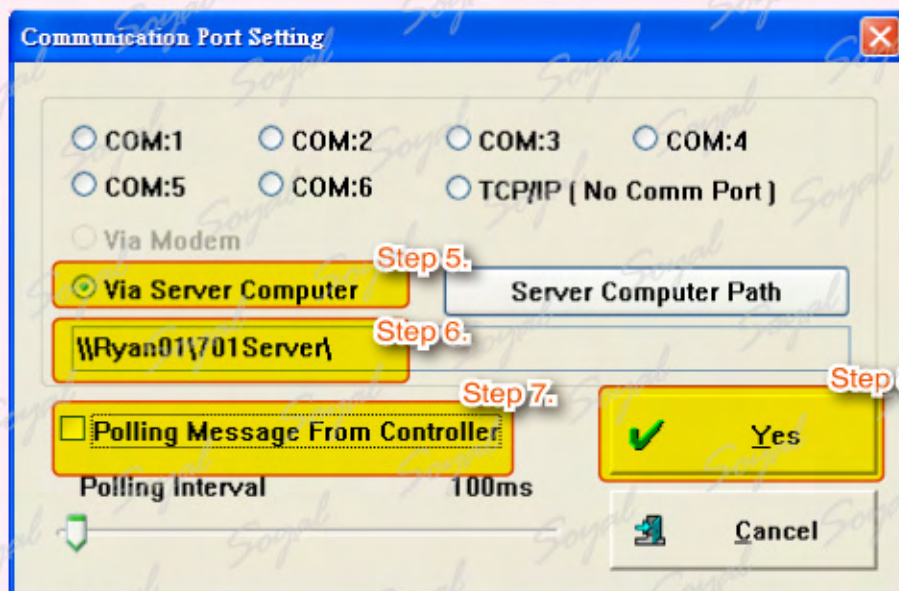 Communication Port Setting
COM:1 COM:2 COM:3 COM:4
COM:5 COM:6 TCP/IP ( No Comm Port )
Via Modem
Step 5.
Via Server Computer Server Computer Path
Step 6.
\\Ryan01\701Server\
Step 7. Step
Polling Message From Controller Yes
Polling Interval 100ms
Cancel
Soyal